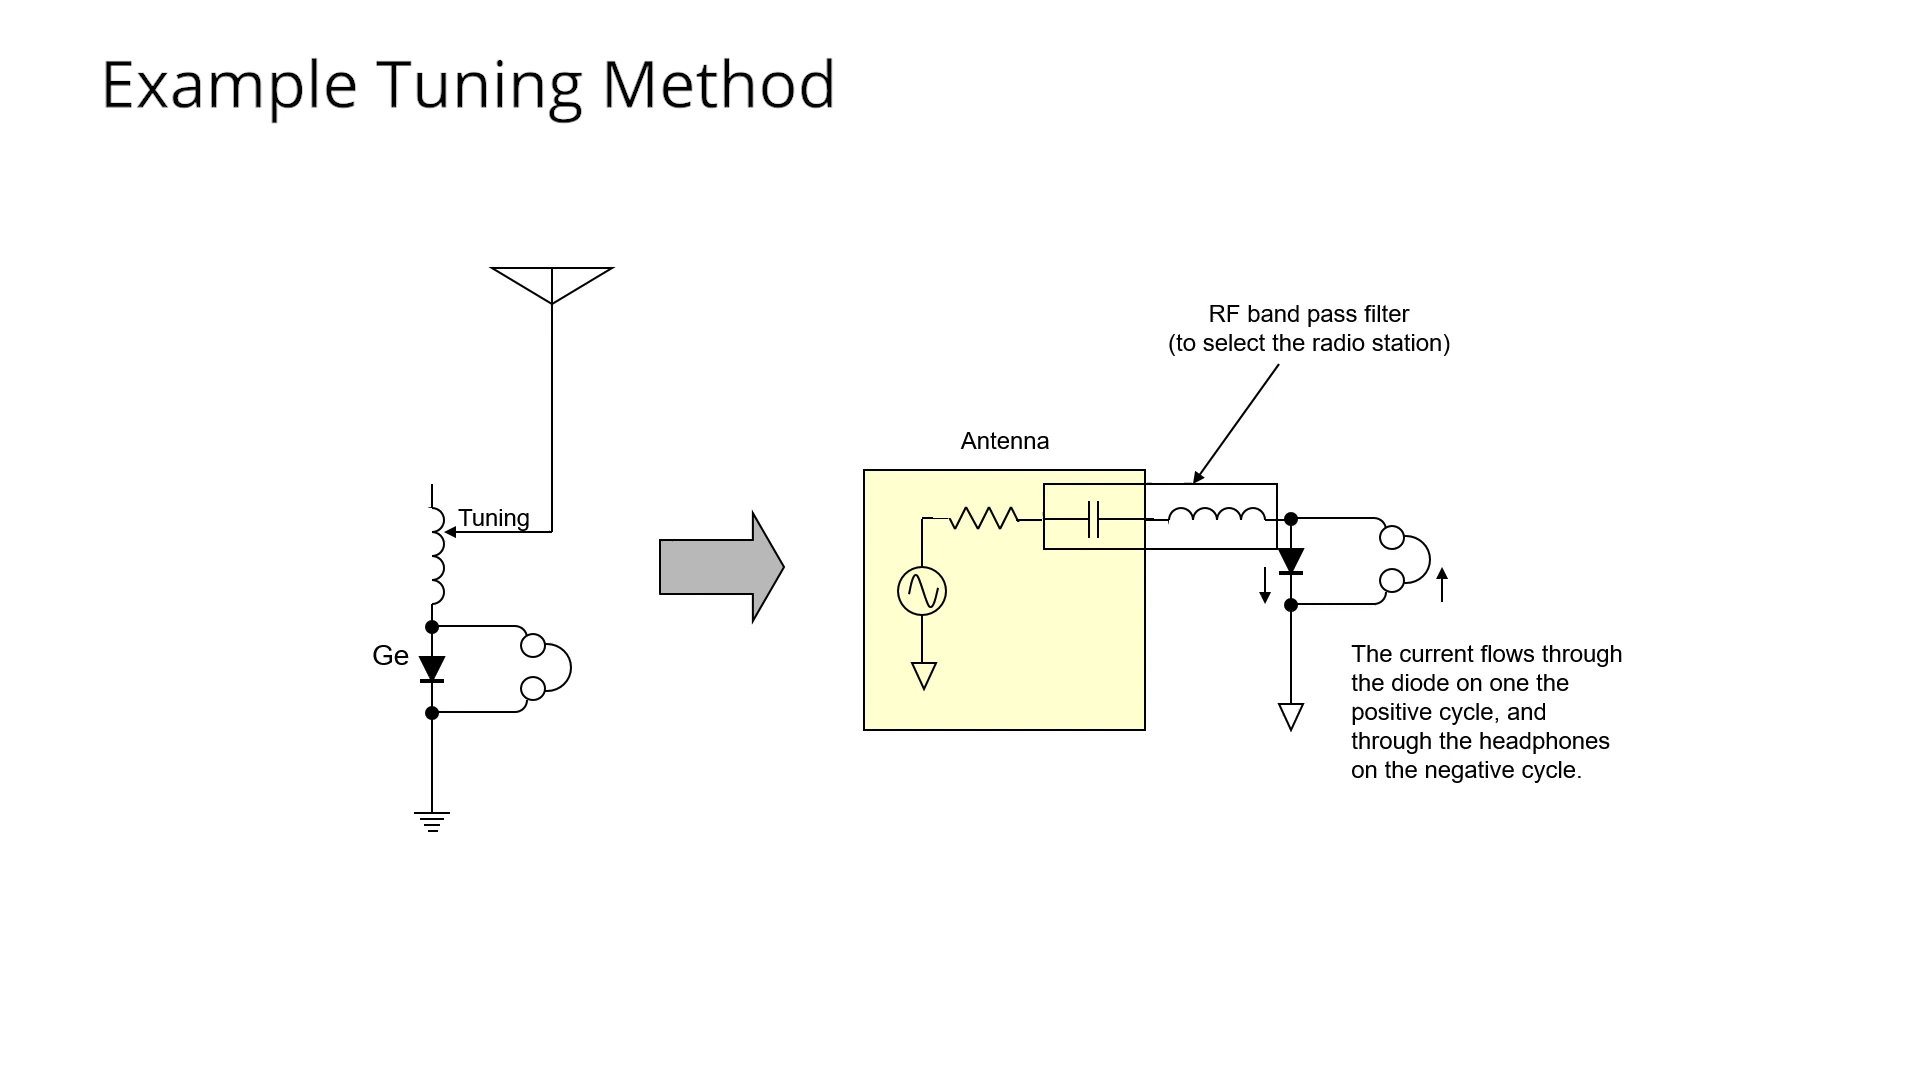 Example Tuning Method
RF band pass filter
(to select the radio station)
Antenna
Tuning
Ge
The current flows through
the diode on one the
positive cycle, and
through the headphones
on the negative cycle.